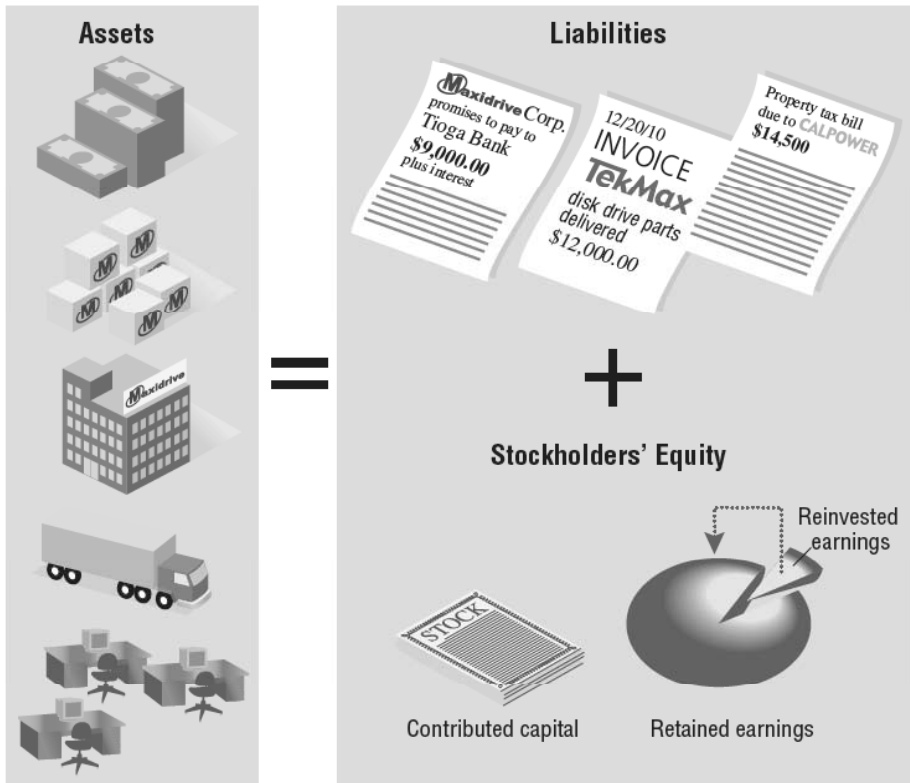 Assets
M
M
M
M
M
Maxidrive
=
Liabilities
Maxidrive Corp.
promises to pay to
Tioga Bank
$9,000.00
plus interest
12/20/10
INVOICE
TekMax
disk drive parts
delivered
$12,000.00
Property tax bill
due to CALPOWER
$14,500
+
Stockholders' Equity
STOCK
Contributed capital
Reinvested
earnings
Retained earnings